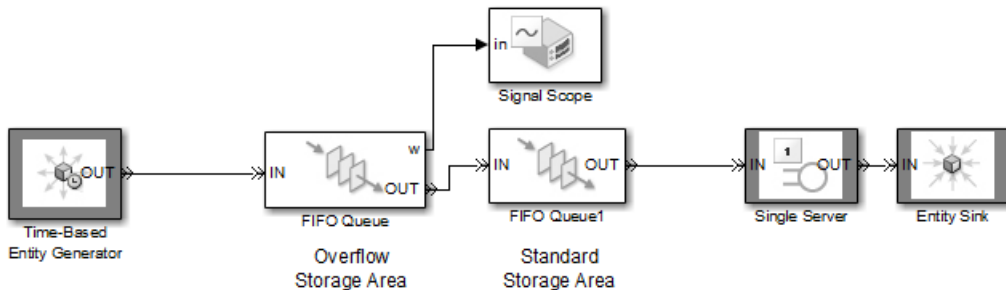 in
Signal Scope
OUT
Time-Based
Entity Generator
IN
w
OUT
FIFO Queue
Overflow
Storage Area
IN
OUT
FIFO Queue1
Standard
Storage Area
IN
1
OUT
Single Server
IN
Entity Sink